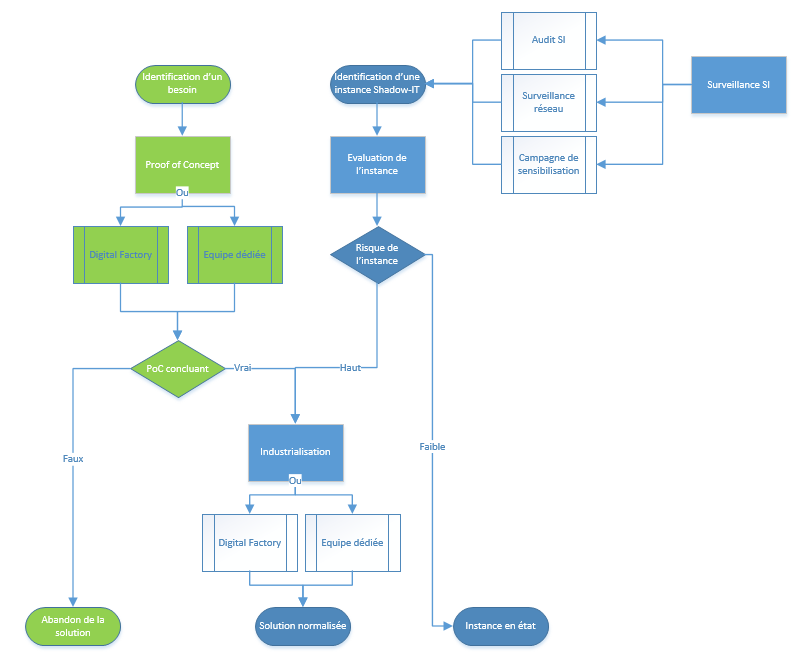 Audit SI
Identification d'un
besoin
Identification d'une
instance Shadow-IT
Surveillance SI
Surveillance
réseau
Proof of Concept
Evaluation de
l'instance
Campagne de
sensibilisation
Ou
Digital Factory
Equipe dédiée
Risque de
l'instance
PoC concluant
Vrai
Haut
Faux
Industrialisation
Faible
Ou
Digital Factory
Equipe dédiée
Abandon de la
solution
Solution normalisée
Instance en état